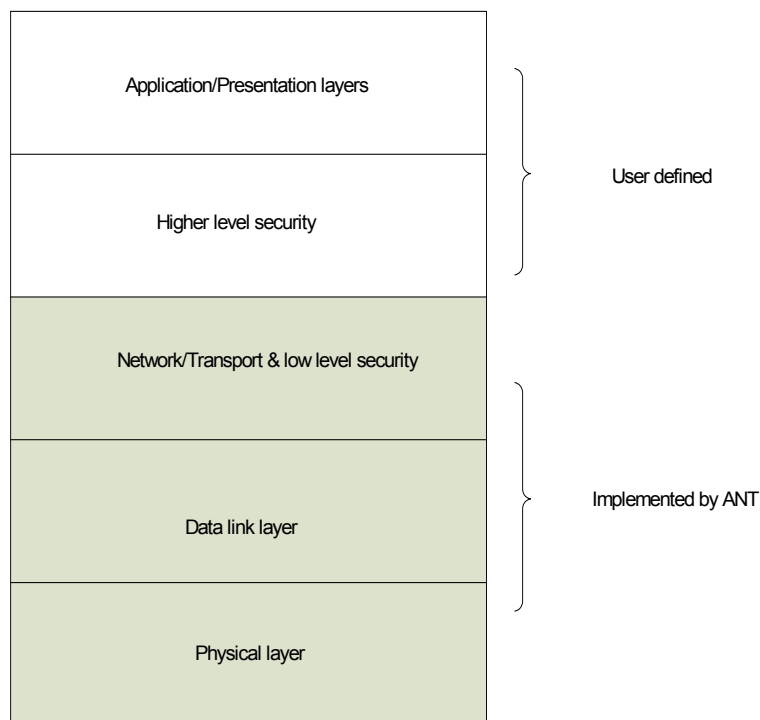 Application/Presentation layers
User defined
Higher level security
Network/Transport & low level security
Implemented by ANT
Data link layer
Physical layer